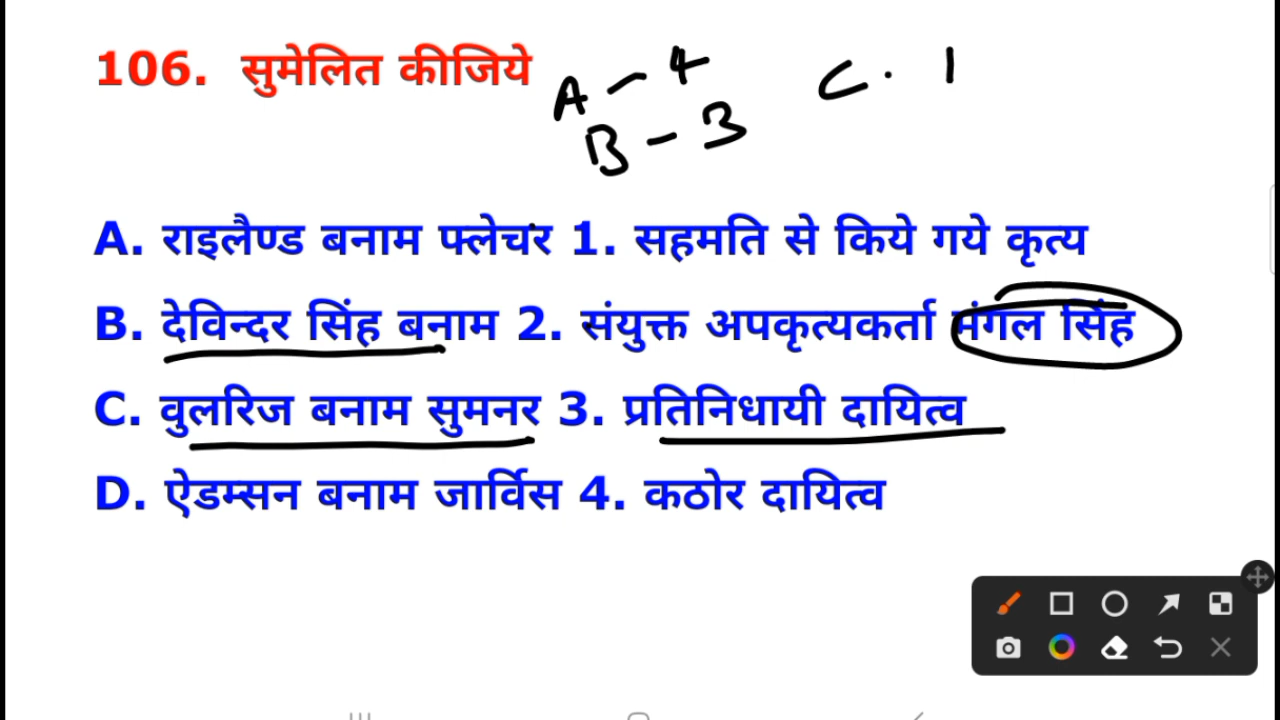 106. सुमेलित कीजिये
A - 4
B - 3
C. 1
A. राइलैण्ड बनाम फ्लेचर 1. सहमति से किये गये कृत्य
B. देविन्दर सिंह बनाम 2. संयुक्त अपकृत्यकर्ता मंगल सिंह
C. वुलरिज बनाम सुमनर 3. प्रतिनिधायी दायित्व
D. ऐडम्सन बनाम जार्विस 4. कठोर दायित्व